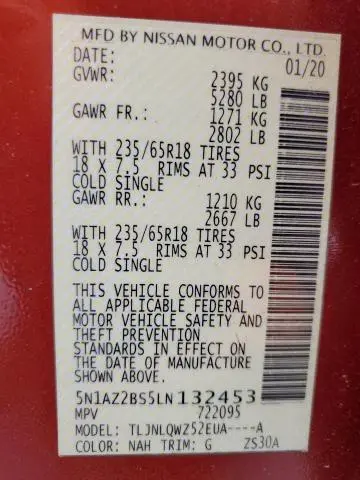 MFD BY NISSAN MOTOR CO., LTD.
DATE: 01/20
GVWR: 2395 KG
5280 LB
GAWR FR.: 1271 KG
2802 LB
WITH 235/65R18 TIRES
18 X 7.5 RIMS AT 33 PSI
COLD SINGLE
GAWR RR.: 1210 KG
2667 LB
WITH 235/65R18 TIRES
18 X 7.5 RIMS AT 33 PSI
COLD SINGLE
THIS VEHICLE CONFORMS TO
ALL APPLICABLE FEDERAL
MOTOR VEHICLE SAFETY AND
THEFT PREVENTION
STANDARDS IN EFFECT ON
THE DATE OF MANUFACTURE
SHOWN ABOVE.
5N1AZ2BS5LN132453
MPV 722095
MODEL: TLJNLQWZ52EUA----A
COLOR: NAH TRIM: G ZS30A